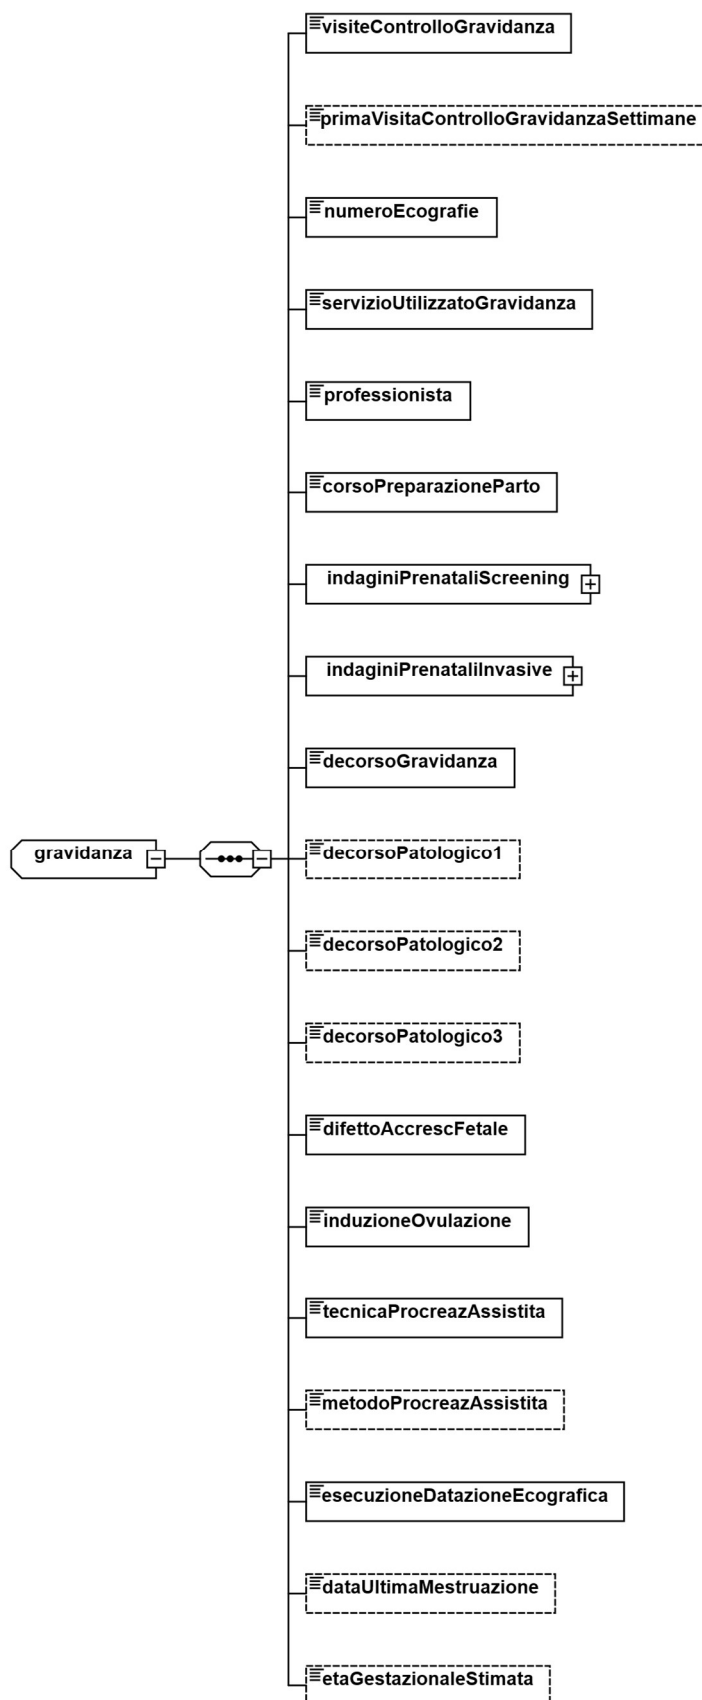 visiteControlloGravidanza
primaVisitaControlloGravidanzaSettimane
numeroEcografie
servizioUtilizzatoGravidanza
professionista
corsoPreparazioneParto
indaginiPrenataliScreening
indaginiPrenataliInvasive
decorsoGravidanza
gravidanza
decorsoPatologico1
decorsoPatologico2
decorsoPatologico3
difettoAccrescFetale
induzioneOvulazione
tecnicaProcreazAssistita
metodoProcreazAssistita
esecuzioneDatazioneEcografica
dataUltimaMestruazione
etaGestazionaleStimata